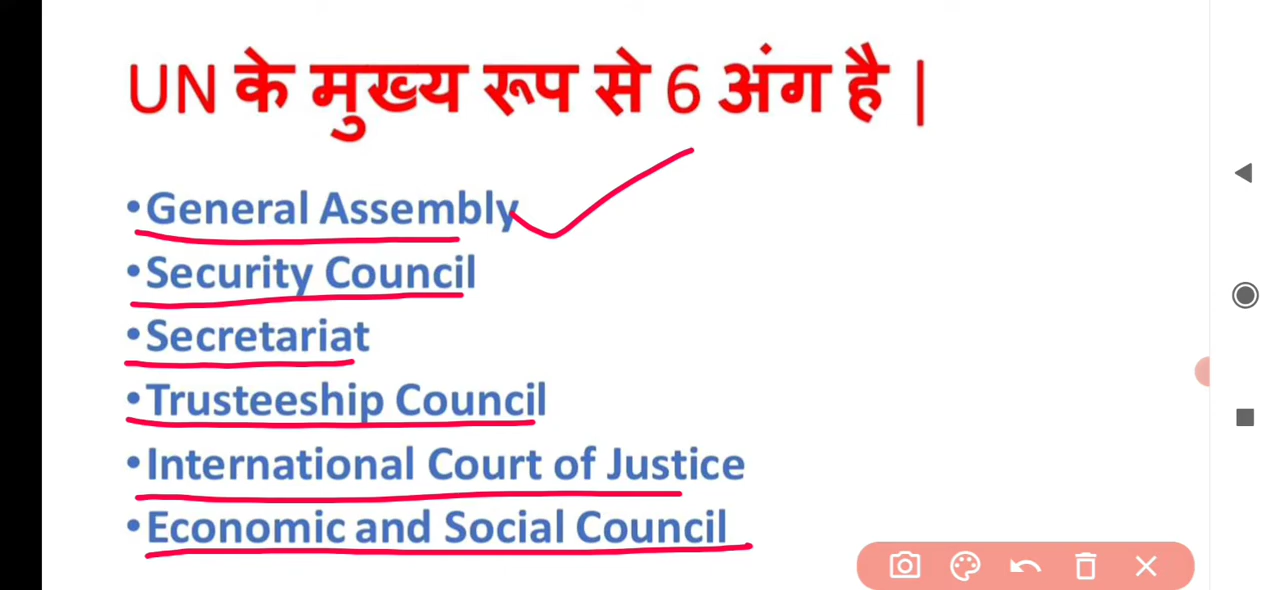 UN के मुख्य रूप से 6 अंग है |
•General Assembly
•Security Council
•Secretariat
•Trusteeship Council
•International Court of Justice
•Economic and Social Council